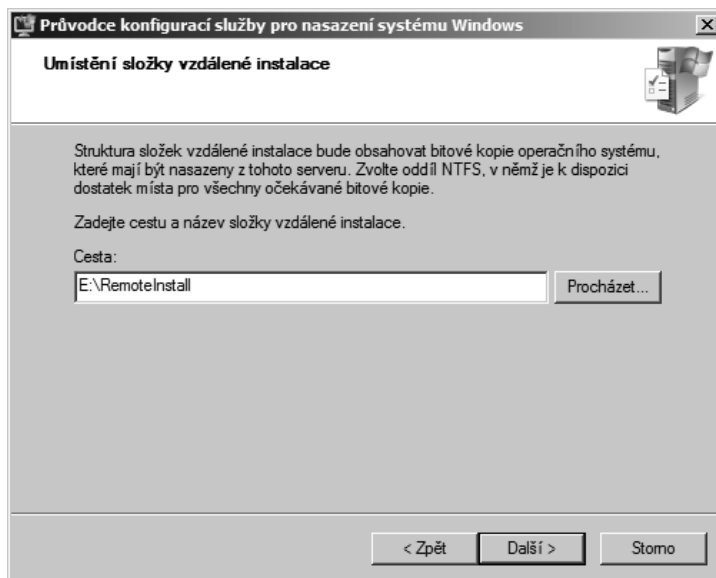 Průvodce konfigurací služby pro nasazení systému Windows
Umístění složky vzdálené instalace
Struktura složek vzdálené instalace bude obsahovat bitové kopie operačního systému,
které mají být nasazeny z tohoto serveru. Zvolte oddíl NTFS, v němž je k dispozici
dostatek místa pro všechny očekávané bitové kopie.
Zadejte cestu a název složky vzdálené instalace.
Cesta:
E:\RemoteInstall
Procházet...
< Zpět
Další >
Storno